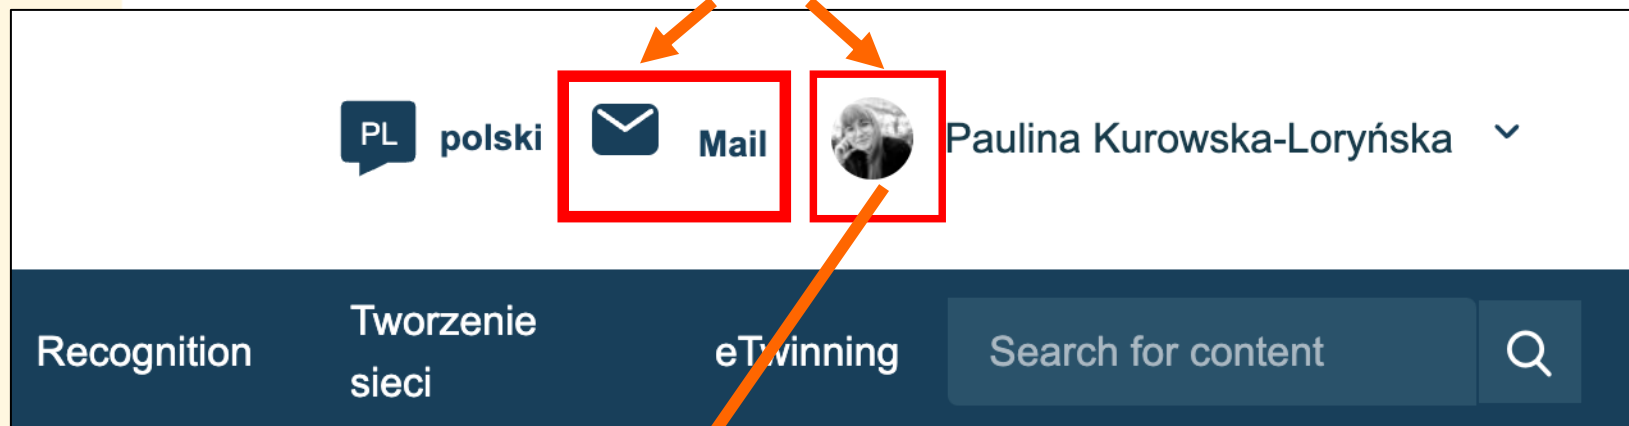 PL polski Mail Paulina Kurowska-Loryńska
Recognition Tworzenie sieci eTwinning Search for content